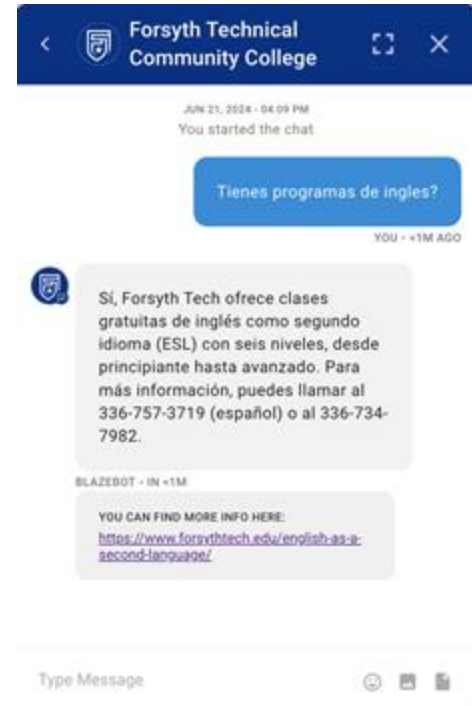 Forsyth Technical
Community College
JUN 21, 2024 - 04:09 PM
You started the chat
Tienes programas de ingles?
YOU - <1M AGO
Sí, Forsyth Tech ofrece clases
gratuitas de inglés como segundo
idioma (ESL) con seis niveles, desde
principiante hasta avanzado. Para
más información, puedes llamar al
336-757-3719 (español) o al 336-734-
7982.
BLAZEBOT - IN <1M
YOU CAN FIND MORE INFO HERE:
https://www.forsythtech.edu/english-as-a-
second-language/
Type Message